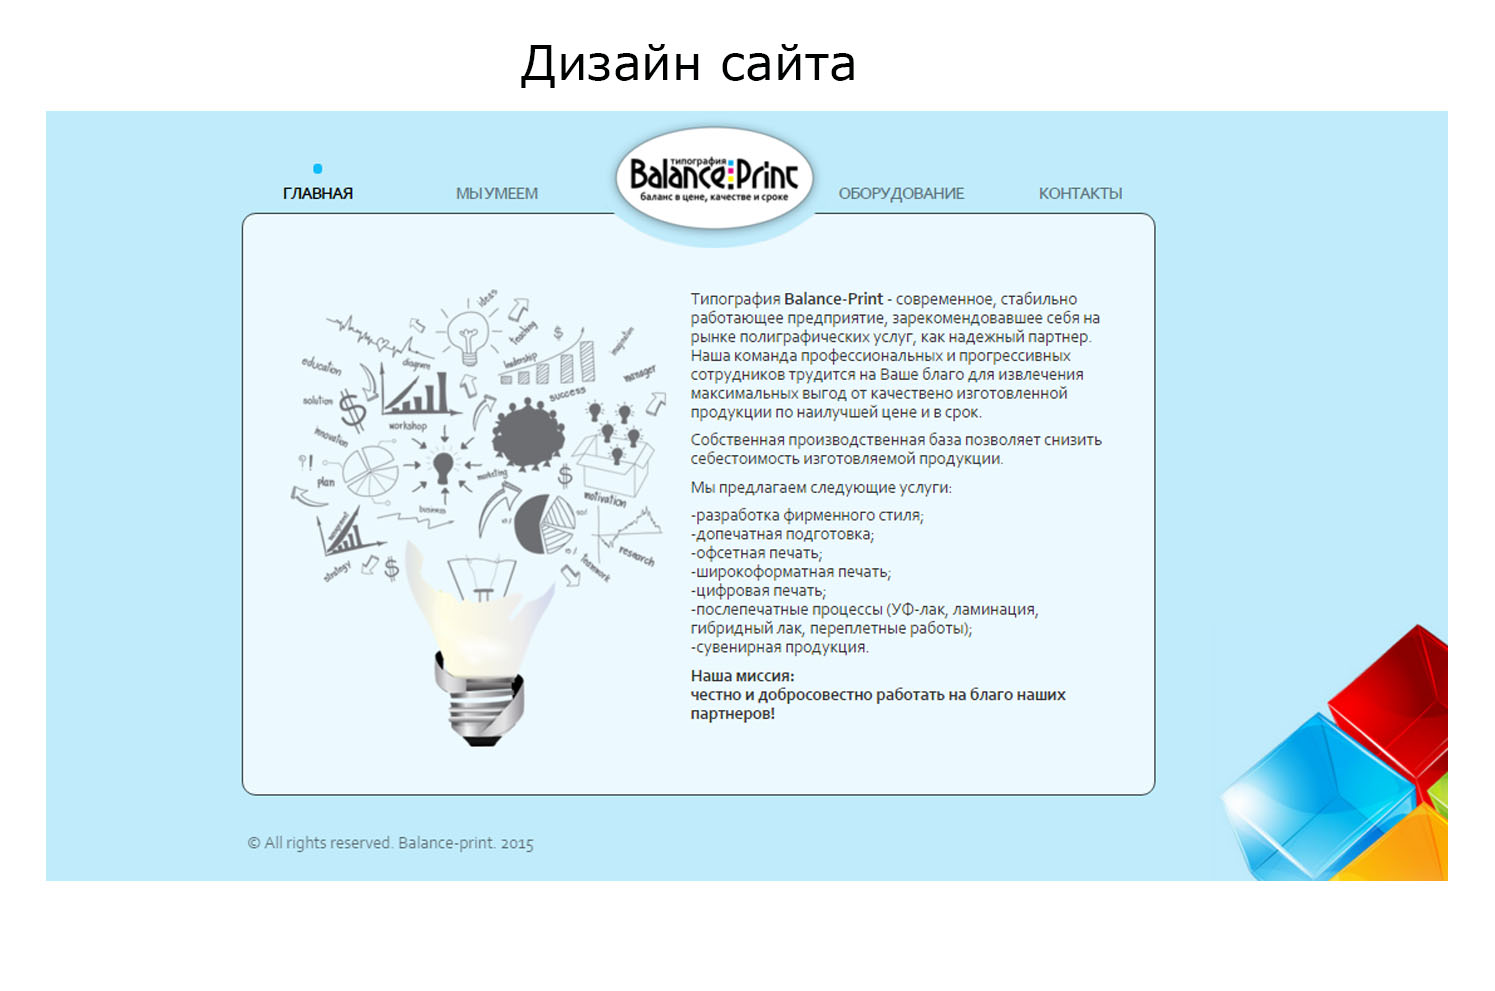 Дизайн сайта
ГЛАВНАЯ
МЫ УМЕЕМ
типография
Balance:Print
баланс в цене, качестве и сроке
ОБОРУДОВАНИЕ
КОНТАКТЫ
ideas
teaching
education
diagram
leadership
$
inspiration
manager
solution
$
success
workshop
innovation
?!
plan
marketing
$
motivation
business
management
%
%
%
research
strategy
$
teamwork
Типография Balance-Print - современное, стабильно
работающее предприятие, зарекомендовавшее себя на
рынке полиграфических услуг, как надежный партнер.
Наша команда профессиональных и прогрессивных
сотрудников трудится на Ваше благо для извлечения
максимальных выгод от качествено изготовленной
продукции по наилучшей цене и в срок.
Собственная производственная база позволяет снизить
себестоимость изготовляемой продукции.
Мы предлагаем следующие услуги:
-разработка фирменного стиля;
-допечатная подготовка;
-офсетная печать;
-широкоформатная печать;
-цифровая печать;
-послепечатные процессы (УФ-лак, ламинация,
гибридный лак, переплетные работы);
-сувенирная продукция.
Наша миссия:
честно и добросовестно работать на благо наших
партнеров!
© All rights reserved. Balance-print. 2015